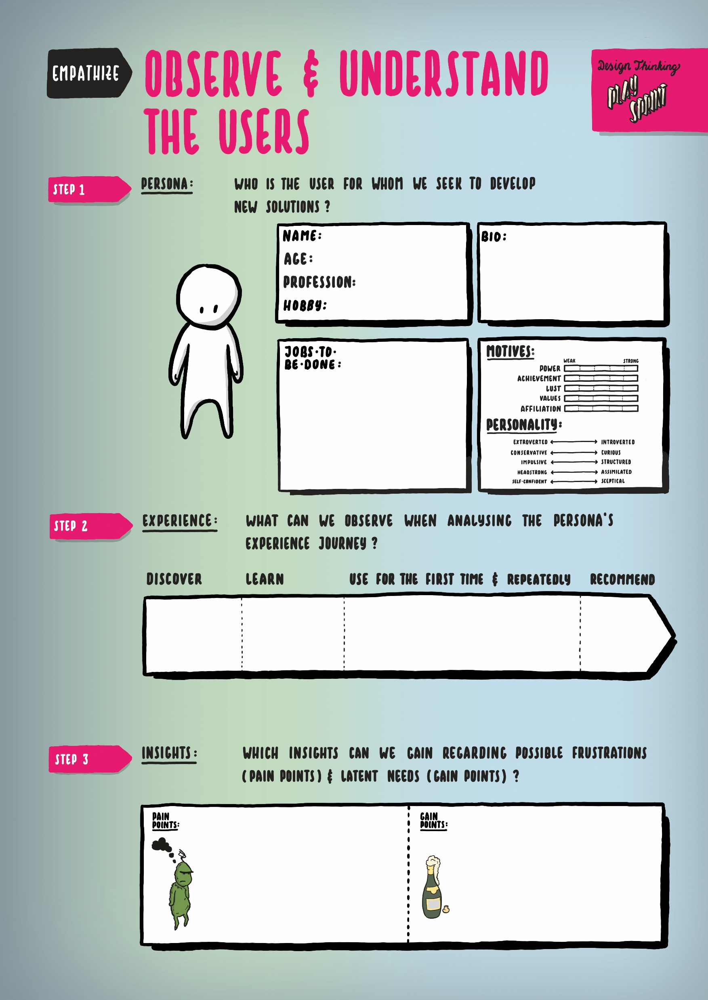 EMPATHIZE
OBSERVE & UNDERSTAND
THE USERS
Design Thinking
PLAY
SPRINT
STEP 1
PERSONA:
WHO IS THE USER FOR WHOM WE SEEK TO DEVELOP
NEW SOLUTIONS ?
NAME:
AGE:
PROFESSION:
HOBBY:
BIO:
JOBS·TO·
BE·DONE:
MOTIVES:
WEAK STRONG
POWER
ACHIEVEMENT
LUST
VALUES
AFFILIATION
PERSONALITY:
EXTROVERTED INTROVERTED
CONSERVATIVE CURIOUS
IMPULSIVE STRUCTURED
HEADSTRONG ASSIMILATED
SELF-CONFIDENT SCEPTICAL
STEP 2
EXPERIENCE:
WHAT CAN WE OBSERVE WHEN ANALYSING THE PERSONA'S
EXPERIENCE JOURNEY ?
DISCOVER LEARN USE FOR THE FIRST TIME & REPEATEDLY RECOMMEND
STEP 3
INSIGHTS:
WHICH INSIGHTS CAN WE GAIN REGARDING POSSIBLE FRUSTRATIONS
(PAIN POINTS) & LATENT NEEDS (GAIN POINTS) ?
PAIN
POINTS:
GAIN
POINTS: